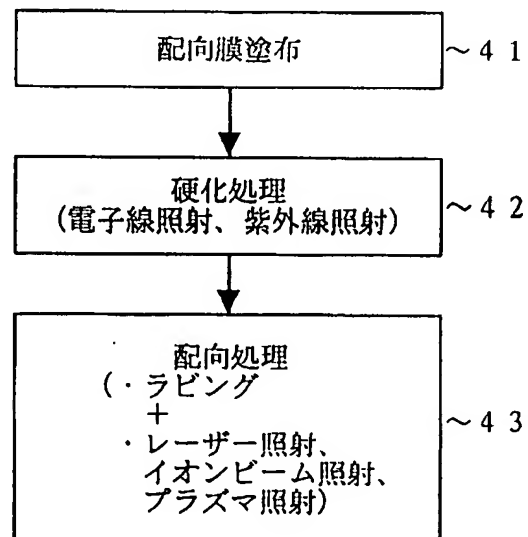 配向膜塗布 ～41
硬化処理
（電子線照射、紫外線照射） ～42
配向処理
（・ラビング
＋
・レーザー照射、 ～43
イオンビーム照射、
プラズマ照射）